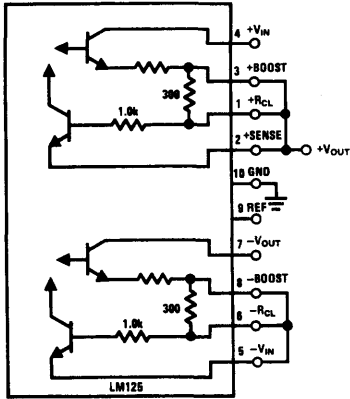 4 +VIN
3 +BOOST
300
1 +RCL
1.0k
2 +SENSE
+VOUT
10 GND
9 REF
7 −VOUT
8 −BOOST
300
6 −RCL
1.0k
5 −VIN
LM125